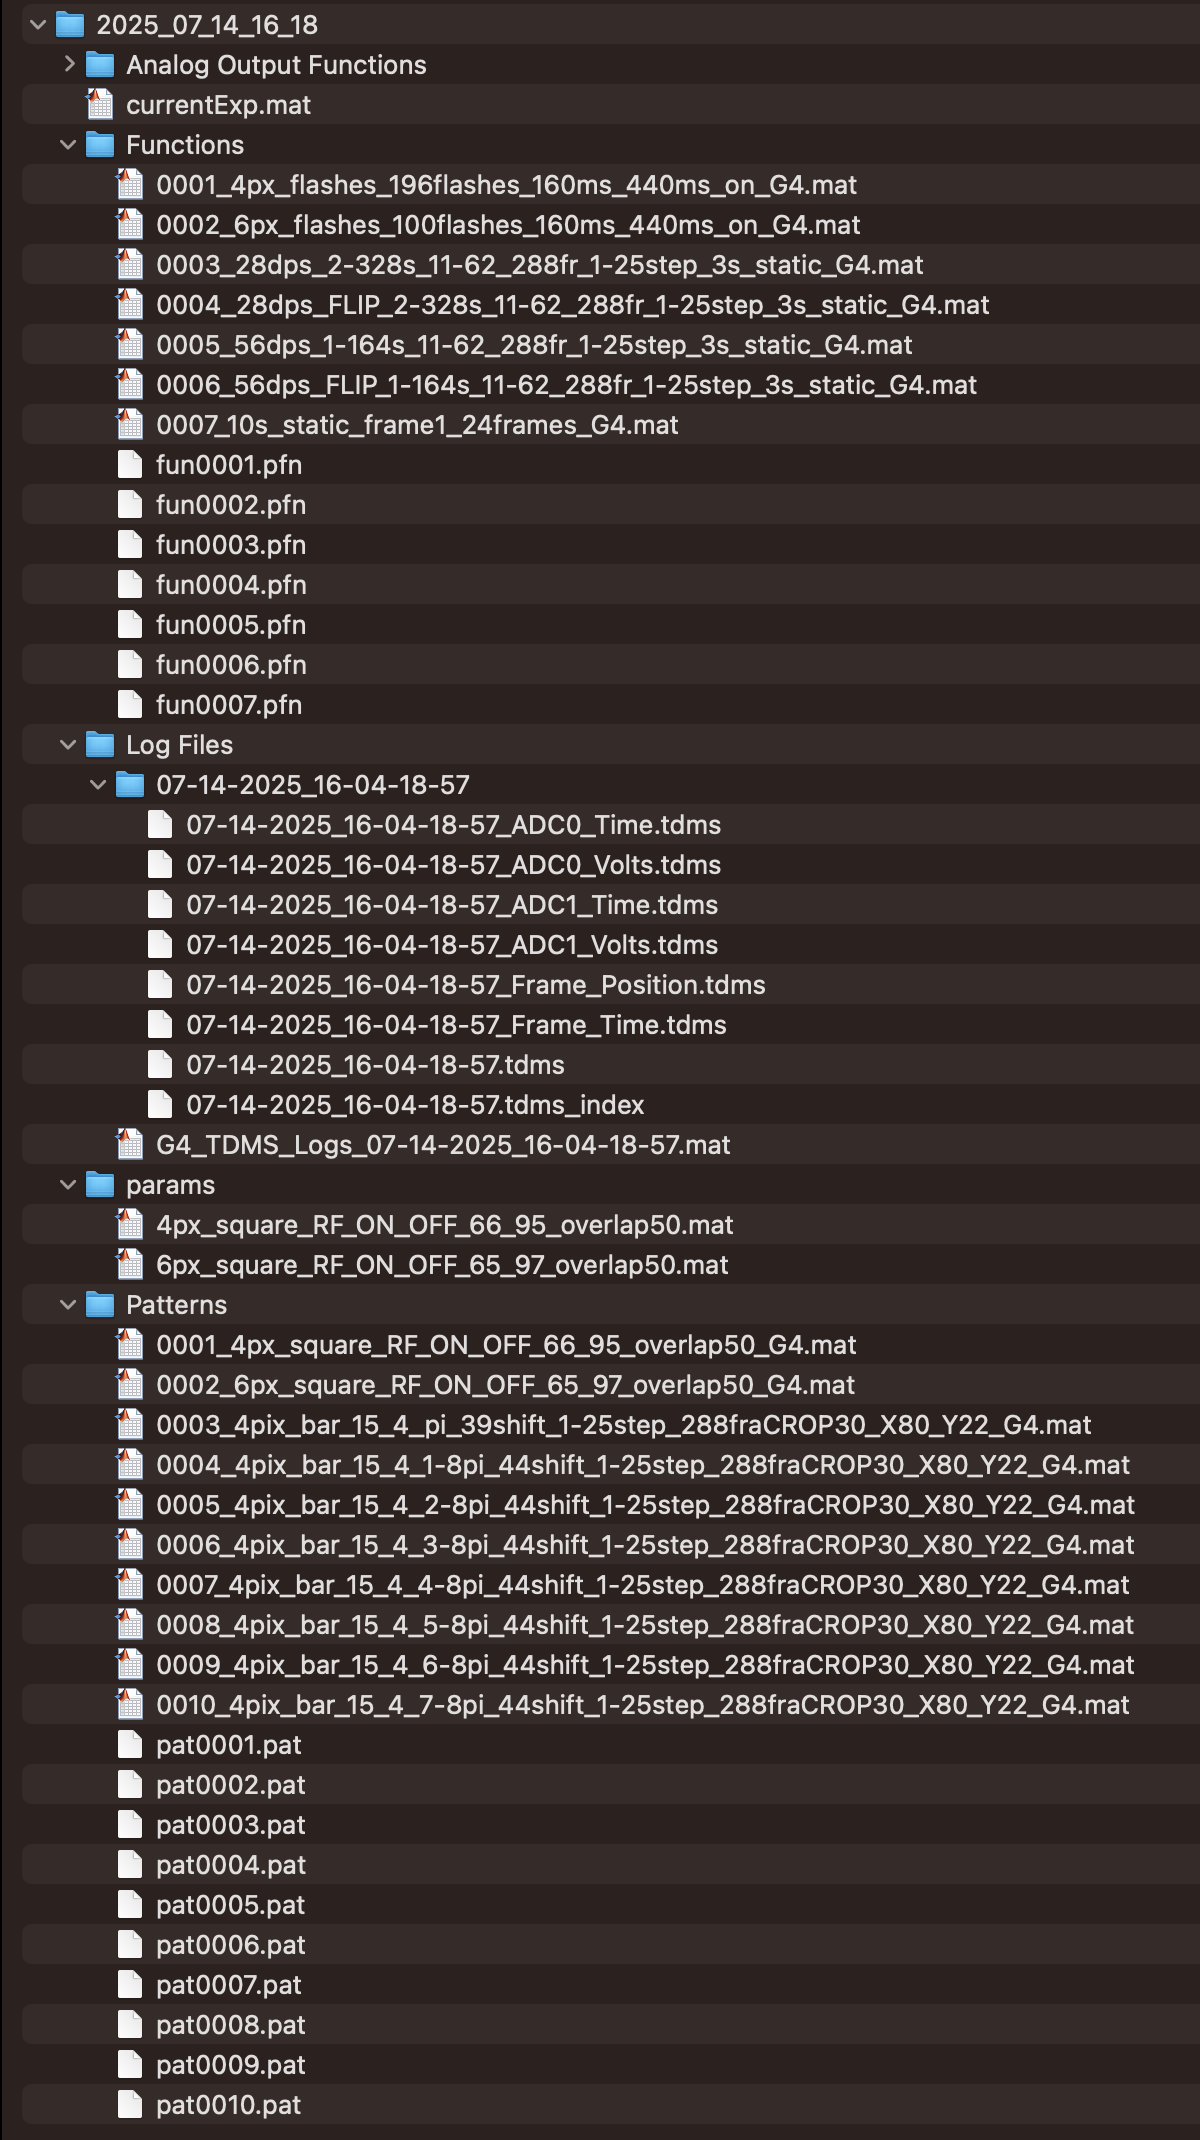 2025_07_14_16_18
Analog Output Functions
currentExp.mat
Functions
0001_4px_flashes_196flashes_160ms_440ms_on_G4.mat
0002_6px_flashes_100flashes_160ms_440ms_on_G4.mat
0003_28dps_2-328s_11-62_288fr_1-25step_3s_static_G4.mat
0004_28dps_FLIP_2-328s_11-62_288fr_1-25step_3s_static_G4.mat
0005_56dps_1-164s_11-62_288fr_1-25step_3s_static_G4.mat
0006_56dps_FLIP_1-164s_11-62_288fr_1-25step_3s_static_G4.mat
0007_10s_static_frame1_24frames_G4.mat
fun0001.pfn
fun0002.pfn
fun0003.pfn
fun0004.pfn
fun0005.pfn
fun0006.pfn
fun0007.pfn
Log Files
07-14-2025_16-04-18-57
07-14-2025_16-04-18-57_ADC0_Time.tdms
07-14-2025_16-04-18-57_ADC0_Volts.tdms
07-14-2025_16-04-18-57_ADC1_Time.tdms
07-14-2025_16-04-18-57_ADC1_Volts.tdms
07-14-2025_16-04-18-57_Frame_Position.tdms
07-14-2025_16-04-18-57_Frame_Time.tdms
07-14-2025_16-04-18-57.tdms
07-14-2025_16-04-18-57.tdms_index
G4_TDMS_Logs_07-14-2025_16-04-18-57.mat
params
4px_square_RF_ON_OFF_66_95_overlap50.mat
6px_square_RF_ON_OFF_65_97_overlap50.mat
Patterns
0001_4px_square_RF_ON_OFF_66_95_overlap50_G4.mat
0002_6px_square_RF_ON_OFF_65_97_overlap50_G4.mat
0003_4pix_bar_15_4_pi_39shift_1-25step_288fraCROP30_X80_Y22_G4.mat
0004_4pix_bar_15_4_1-8pi_44shift_1-25step_288fraCROP30_X80_Y22_G4.mat
0005_4pix_bar_15_4_2-8pi_44shift_1-25step_288fraCROP30_X80_Y22_G4.mat
0006_4pix_bar_15_4_3-8pi_44shift_1-25step_288fraCROP30_X80_Y22_G4.mat
0007_4pix_bar_15_4_4-8pi_44shift_1-25step_288fraCROP30_X80_Y22_G4.mat
0008_4pix_bar_15_4_5-8pi_44shift_1-25step_288fraCROP30_X80_Y22_G4.mat
0009_4pix_bar_15_4_6-8pi_44shift_1-25step_288fraCROP30_X80_Y22_G4.mat
0010_4pix_bar_15_4_7-8pi_44shift_1-25step_288fraCROP30_X80_Y22_G4.mat
pat0001.pat
pat0002.pat
pat0003.pat
pat0004.pat
pat0005.pat
pat0006.pat
pat0007.pat
pat0008.pat
pat0009.pat
pat0010.pat